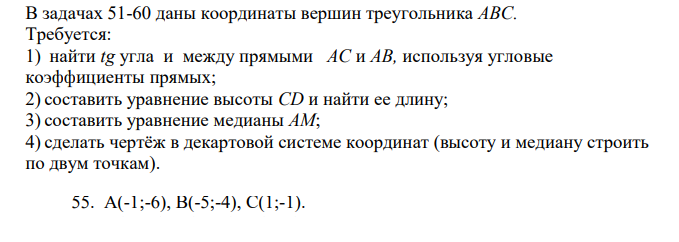 В задачах 51-60 даны координаты вершин треугольника ABC.
Требуется:
1) найти tg угла и между прямыми AC и AB, используя угловые
коэффициенты прямых;
2) составить уравнение высоты CD и найти ее длину;
3) составить уравнение медианы AM;
4) сделать чертёж в декартовой системе координат (высоту и медиану строить
по двум точкам).
55. A(-1;-6), B(-5;-4), C(1;-1).